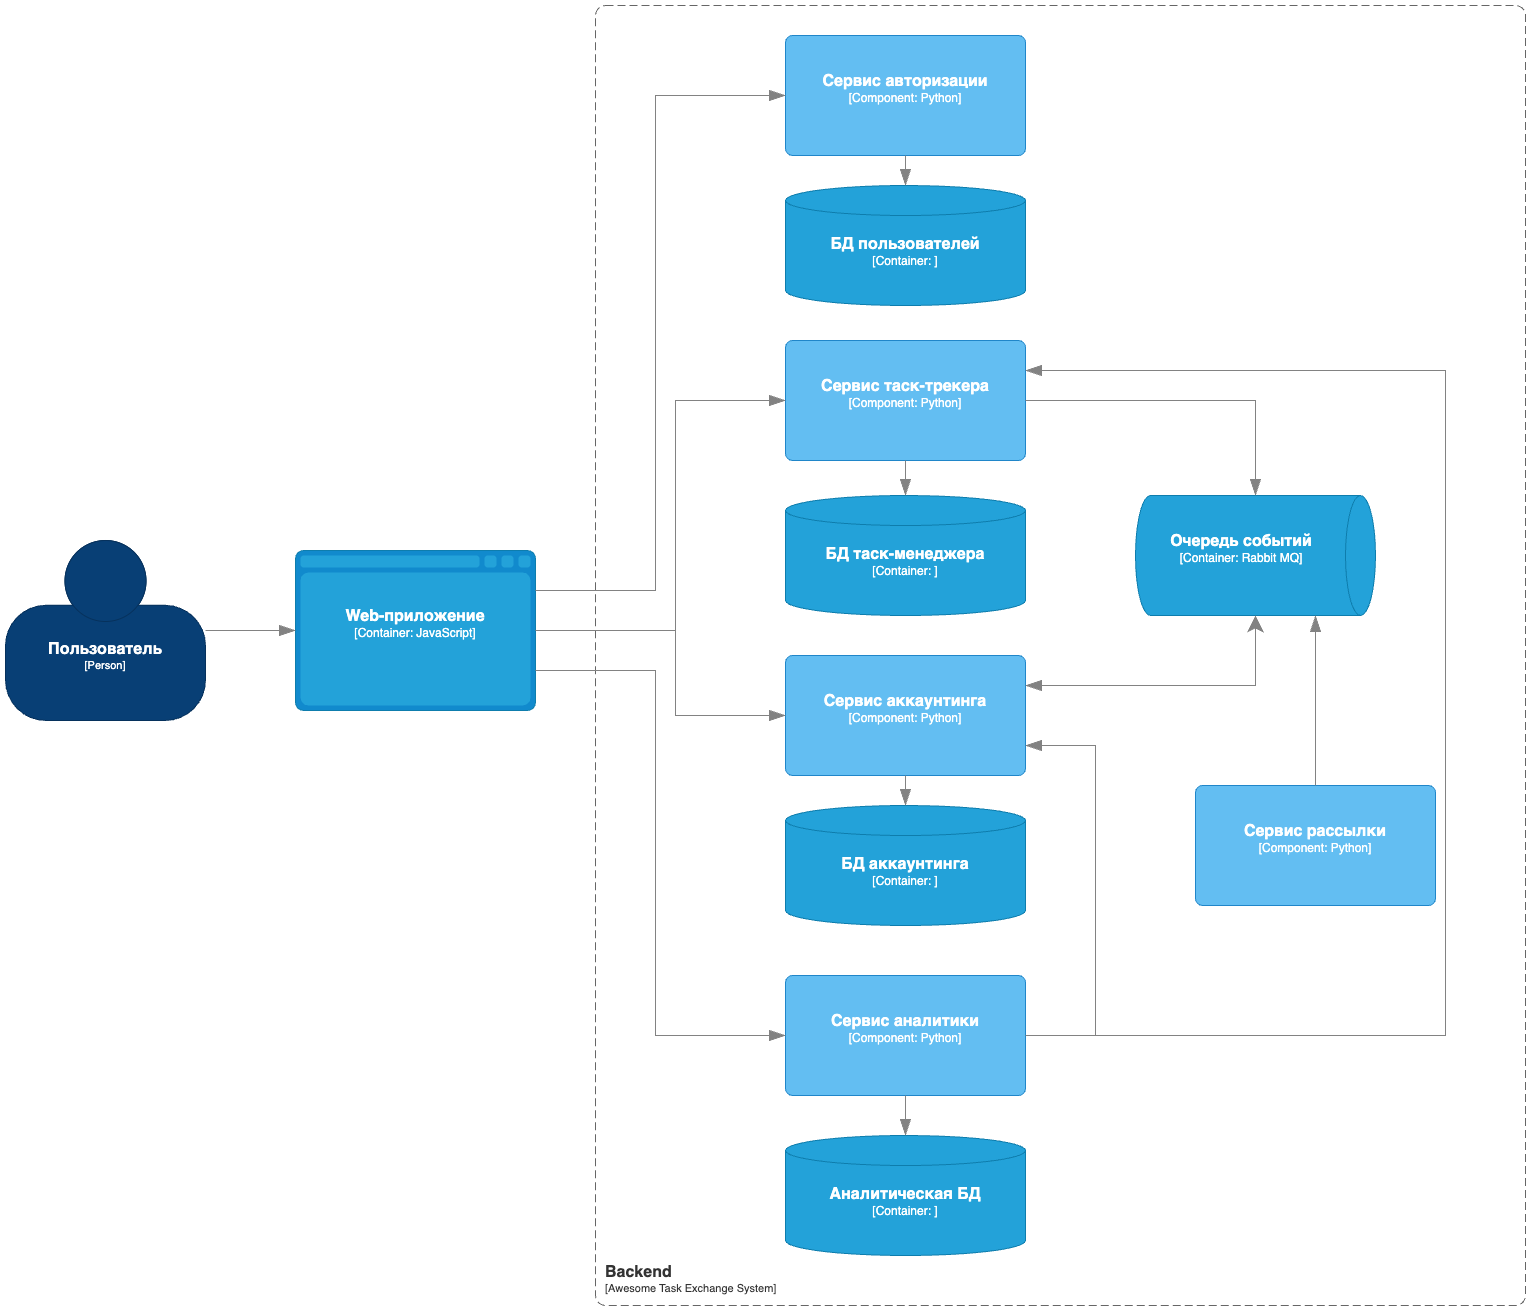 Сервис авторизации
[Component: Python]
БД пользователей
[Container: ]
Сервис таск-трекера
[Component: Python]
БД таск-менеджера
[Container: ]
Очередь событий
[Container: Rabbit MQ]
Пользователь
[Person]
Web-приложение
[Container: JavaScript]
Сервис аккаунтинга
[Component: Python]
БД аккаунтинга
[Container: ]
Сервис рассылки
[Component: Python]
Сервис аналитики
[Component: Python]
Аналитическая БД
[Container: ]
Backend
[Awesome Task Exchange System]